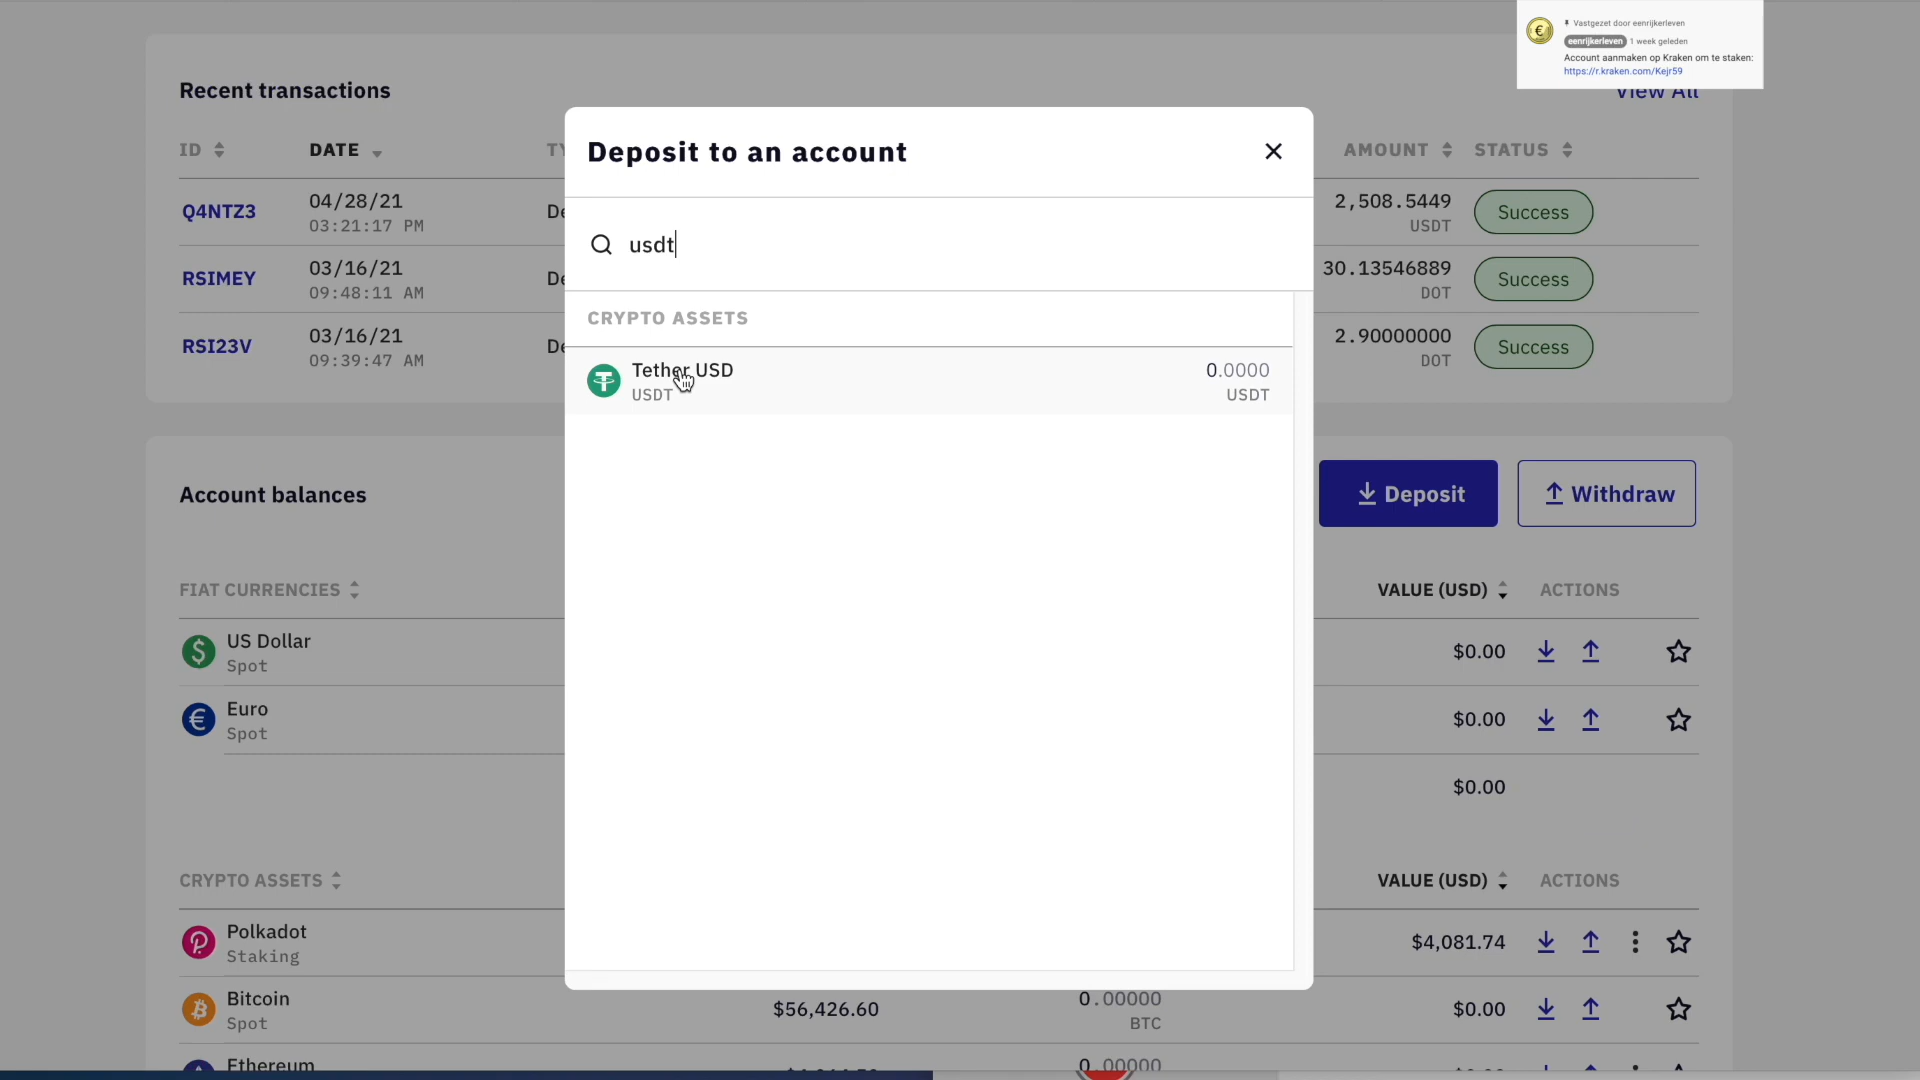 Vastgezet door eenrijkerleven
eenrijkerleven 1 week geleden
Account aanmaken op Kraken om te staken:
https://r.kraken.com/Kejr59
Recent transactions
View All
ID DATE AMOUNT STATUS
Q4NTZ3 04/28/21 2,508.5449 Success
03:21:17 PM USDT
RSIMEY 03/16/21 30.13546889 Success
09:48:11 AM DOT
RSI23V 03/16/21 2.90000000 Success
09:39:47 AM DOT
Deposit to an account
usdt
CRYPTO ASSETS
Tether USD 0.0000
USDT USDT
Account balances
Deposit Withdraw
FIAT CURRENCIES VALUE (USD) ACTIONS
US Dollar $0.00
Spot
Euro $0.00
Spot
$0.00
CRYPTO ASSETS VALUE (USD) ACTIONS
Polkadot $4,081.74
Staking
Bitcoin $56,426.60 0.00000 $0.00
Spot BTC
Ethereum 0.00000